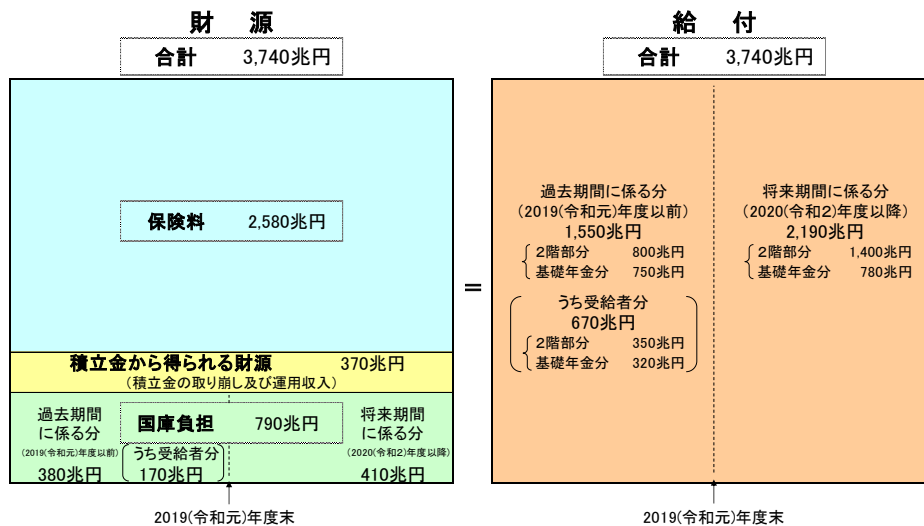 財　源
合計　3,740兆円
保険料　2,580兆円
積立金から得られる財源　370兆円
(積立金の取り崩し及び運用収入)
過去期間
に係る分
(2019(令和元)年度以前)
380兆円
国庫負担　790兆円
うち受給者分
170兆円
将来期間
に係る分
(2020(令和2)年度以降)
410兆円
2019(令和元)年度末
＝
給　付
合計　3,740兆円
過去期間に係る分
(2019(令和元)年度以前)
1,550兆円
2階部分　800兆円
基礎年金分　750兆円
うち受給者分
670兆円
2階部分　350兆円
基礎年金分　320兆円
将来期間に係る分
(2020(令和2)年度以降)
2,190兆円
2階部分　1,400兆円
基礎年金分　780兆円
2019(令和元)年度末